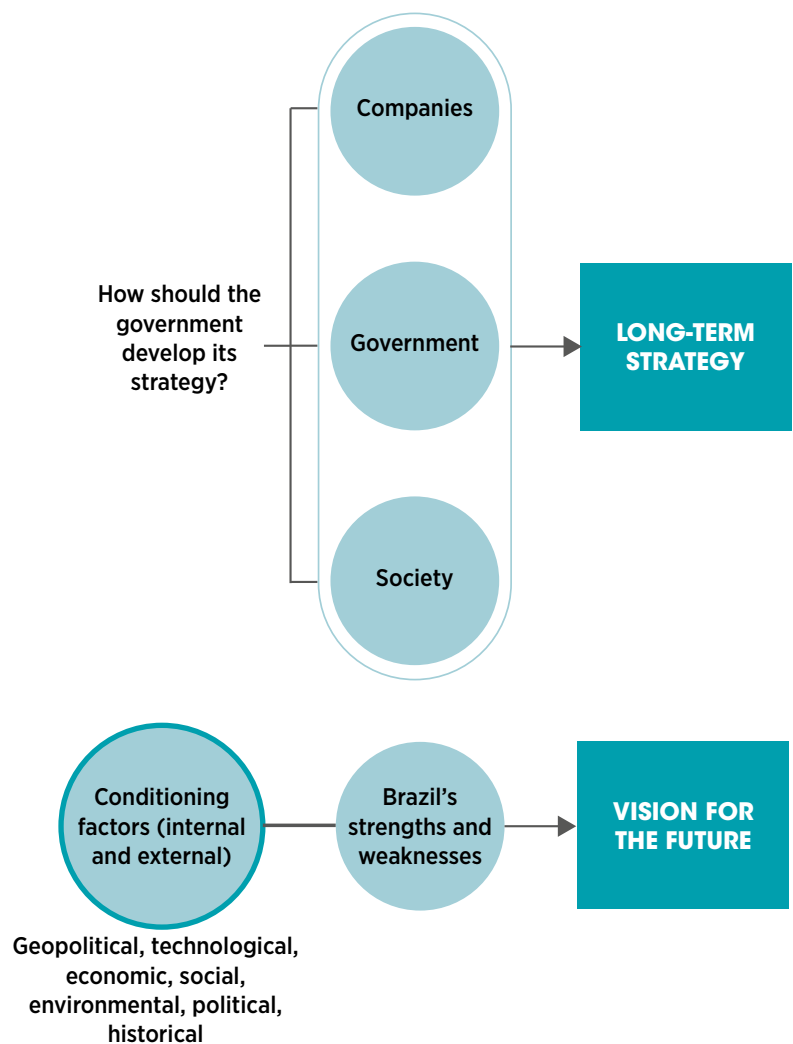 Companies
How should the
government
develop its
strategy?
Government
LONG-TERM
STRATEGY
Society
Conditioning
factors (internal
and external)
Brazil’s
strengths and
weaknesses
VISION FOR
THE FUTURE
Geopolitical, technological,
economic, social,
environmental, political,
historical